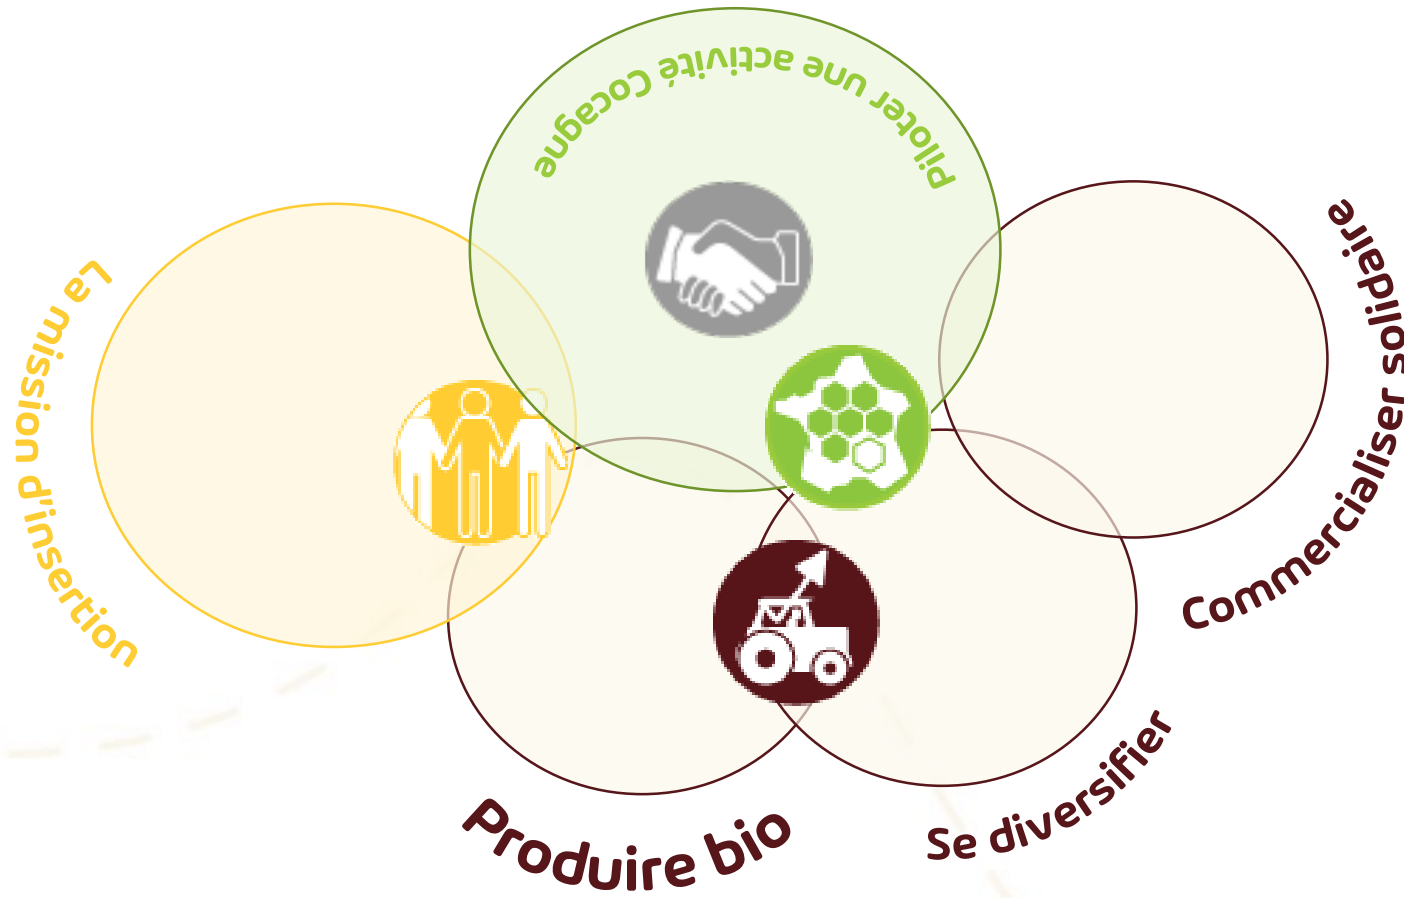 Piloter une activité Cocagne
La mission d'insertion
Commercialiser solidaire
Se diversifier
Produire bio